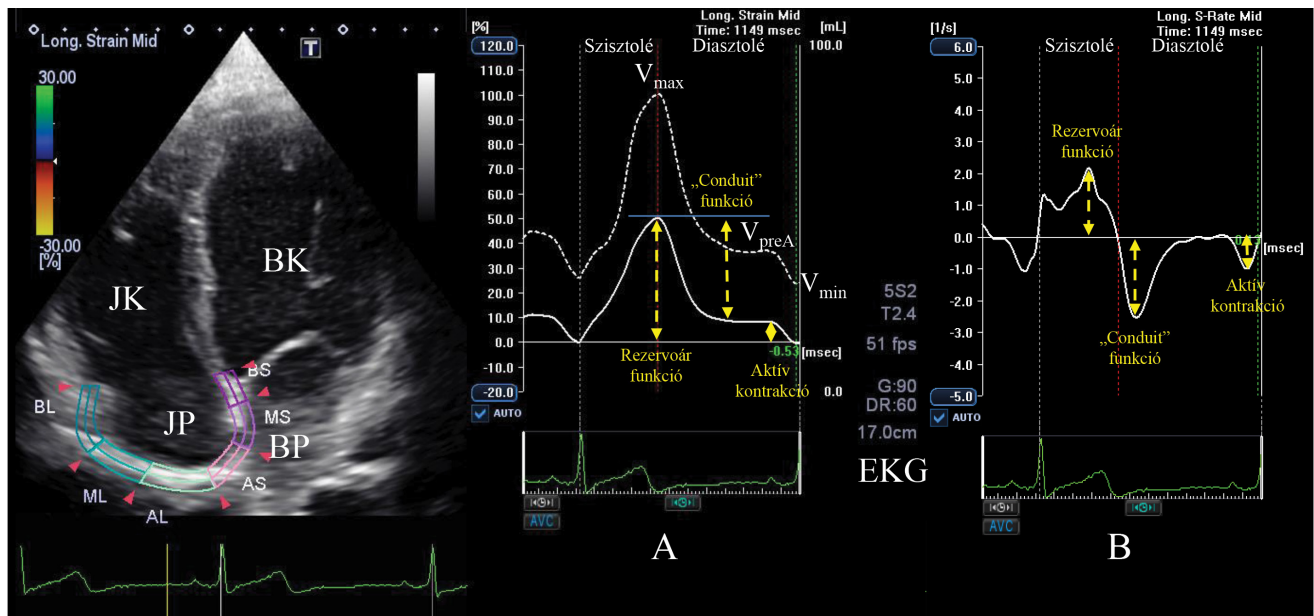 Long. Strain Mid
30.00
-30.00
[%]
T
JK
BK
JP
BP
BS
MS
AS
BL
ML
AL
[%]
Long. Strain Mid
Time: 1149 msec
[mL]
120.0
110.0
100.0
90.0
80.0
70.0
60.0
50.0
40.0
30.0
20.0
10.0
0.0
-10.0
-20.0
AUTO
100.0
0.0
Szisztolé
Diasztolé
Vmax
„Conduit”
funkció
VpreA
Vmin
Rezervoár
funkció
-0.53
[msec]
Aktív
kontrakció
AVC
A
5S2
T2.4
51 fps
G:90
DR:60
17.0cm
EKG
[1/s]
Long. S-Rate Mid
Time: 1149 msec
6.0
5.0
4.0
3.0
2.0
1.0
0.0
-1.0
-2.0
-3.0
-4.0
-5.0
AUTO
Szisztolé
Diasztolé
Rezervoár
funkció
[msec]
Aktív
kontrakció
„Conduit”
funkció
AVC
B